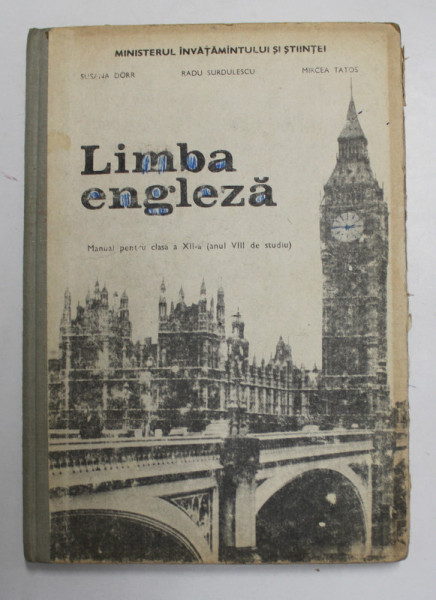 MINISTERUL ÎNVĂȚĂMÎNTULUI ȘI ȘTIINȚEI
SUSANA DORR RADU SURDULESCU MIRCEA TATOS
Limba
engleză
Manual pentru clasa a XII-a (anul VIII de studiu)